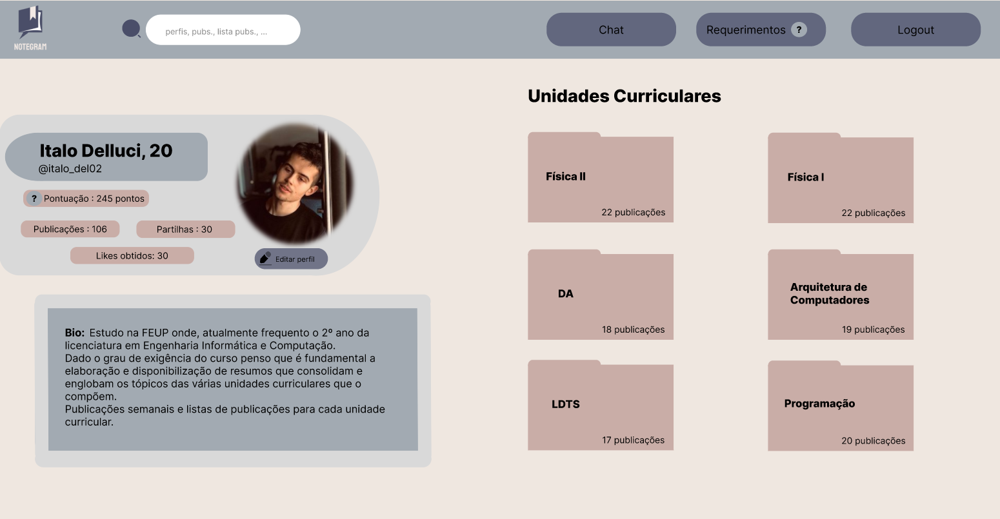 NOTEGRAM
perfis, pubs., lista pubs., ...
Chat
Requerimentos ?
Logout
Italo Delluci, 20
@italo_del02
? Pontuação : 245 pontos
Publicações : 106
Partilhas : 30
Likes obtidos: 30
Editar perfil
Bio: Estudo na FEUP onde, atualmente frequento o 2º ano da
licenciatura em Engenharia Informática e Computação.
Dado o grau de exigência do curso penso que é fundamental a
elaboração e disponibilização de resumos que consolidam e
englobam os tópicos das várias unidades curriculares que o
compõem.
Publicações semanais e listas de publicações para cada unidade
curricular.
Unidades Curriculares
Física II
22 publicações
Física I
22 publicações
DA
18 publicações
Arquitetura de
Computadores
19 publicações
LDTS
17 publicações
Programação
20 publicações